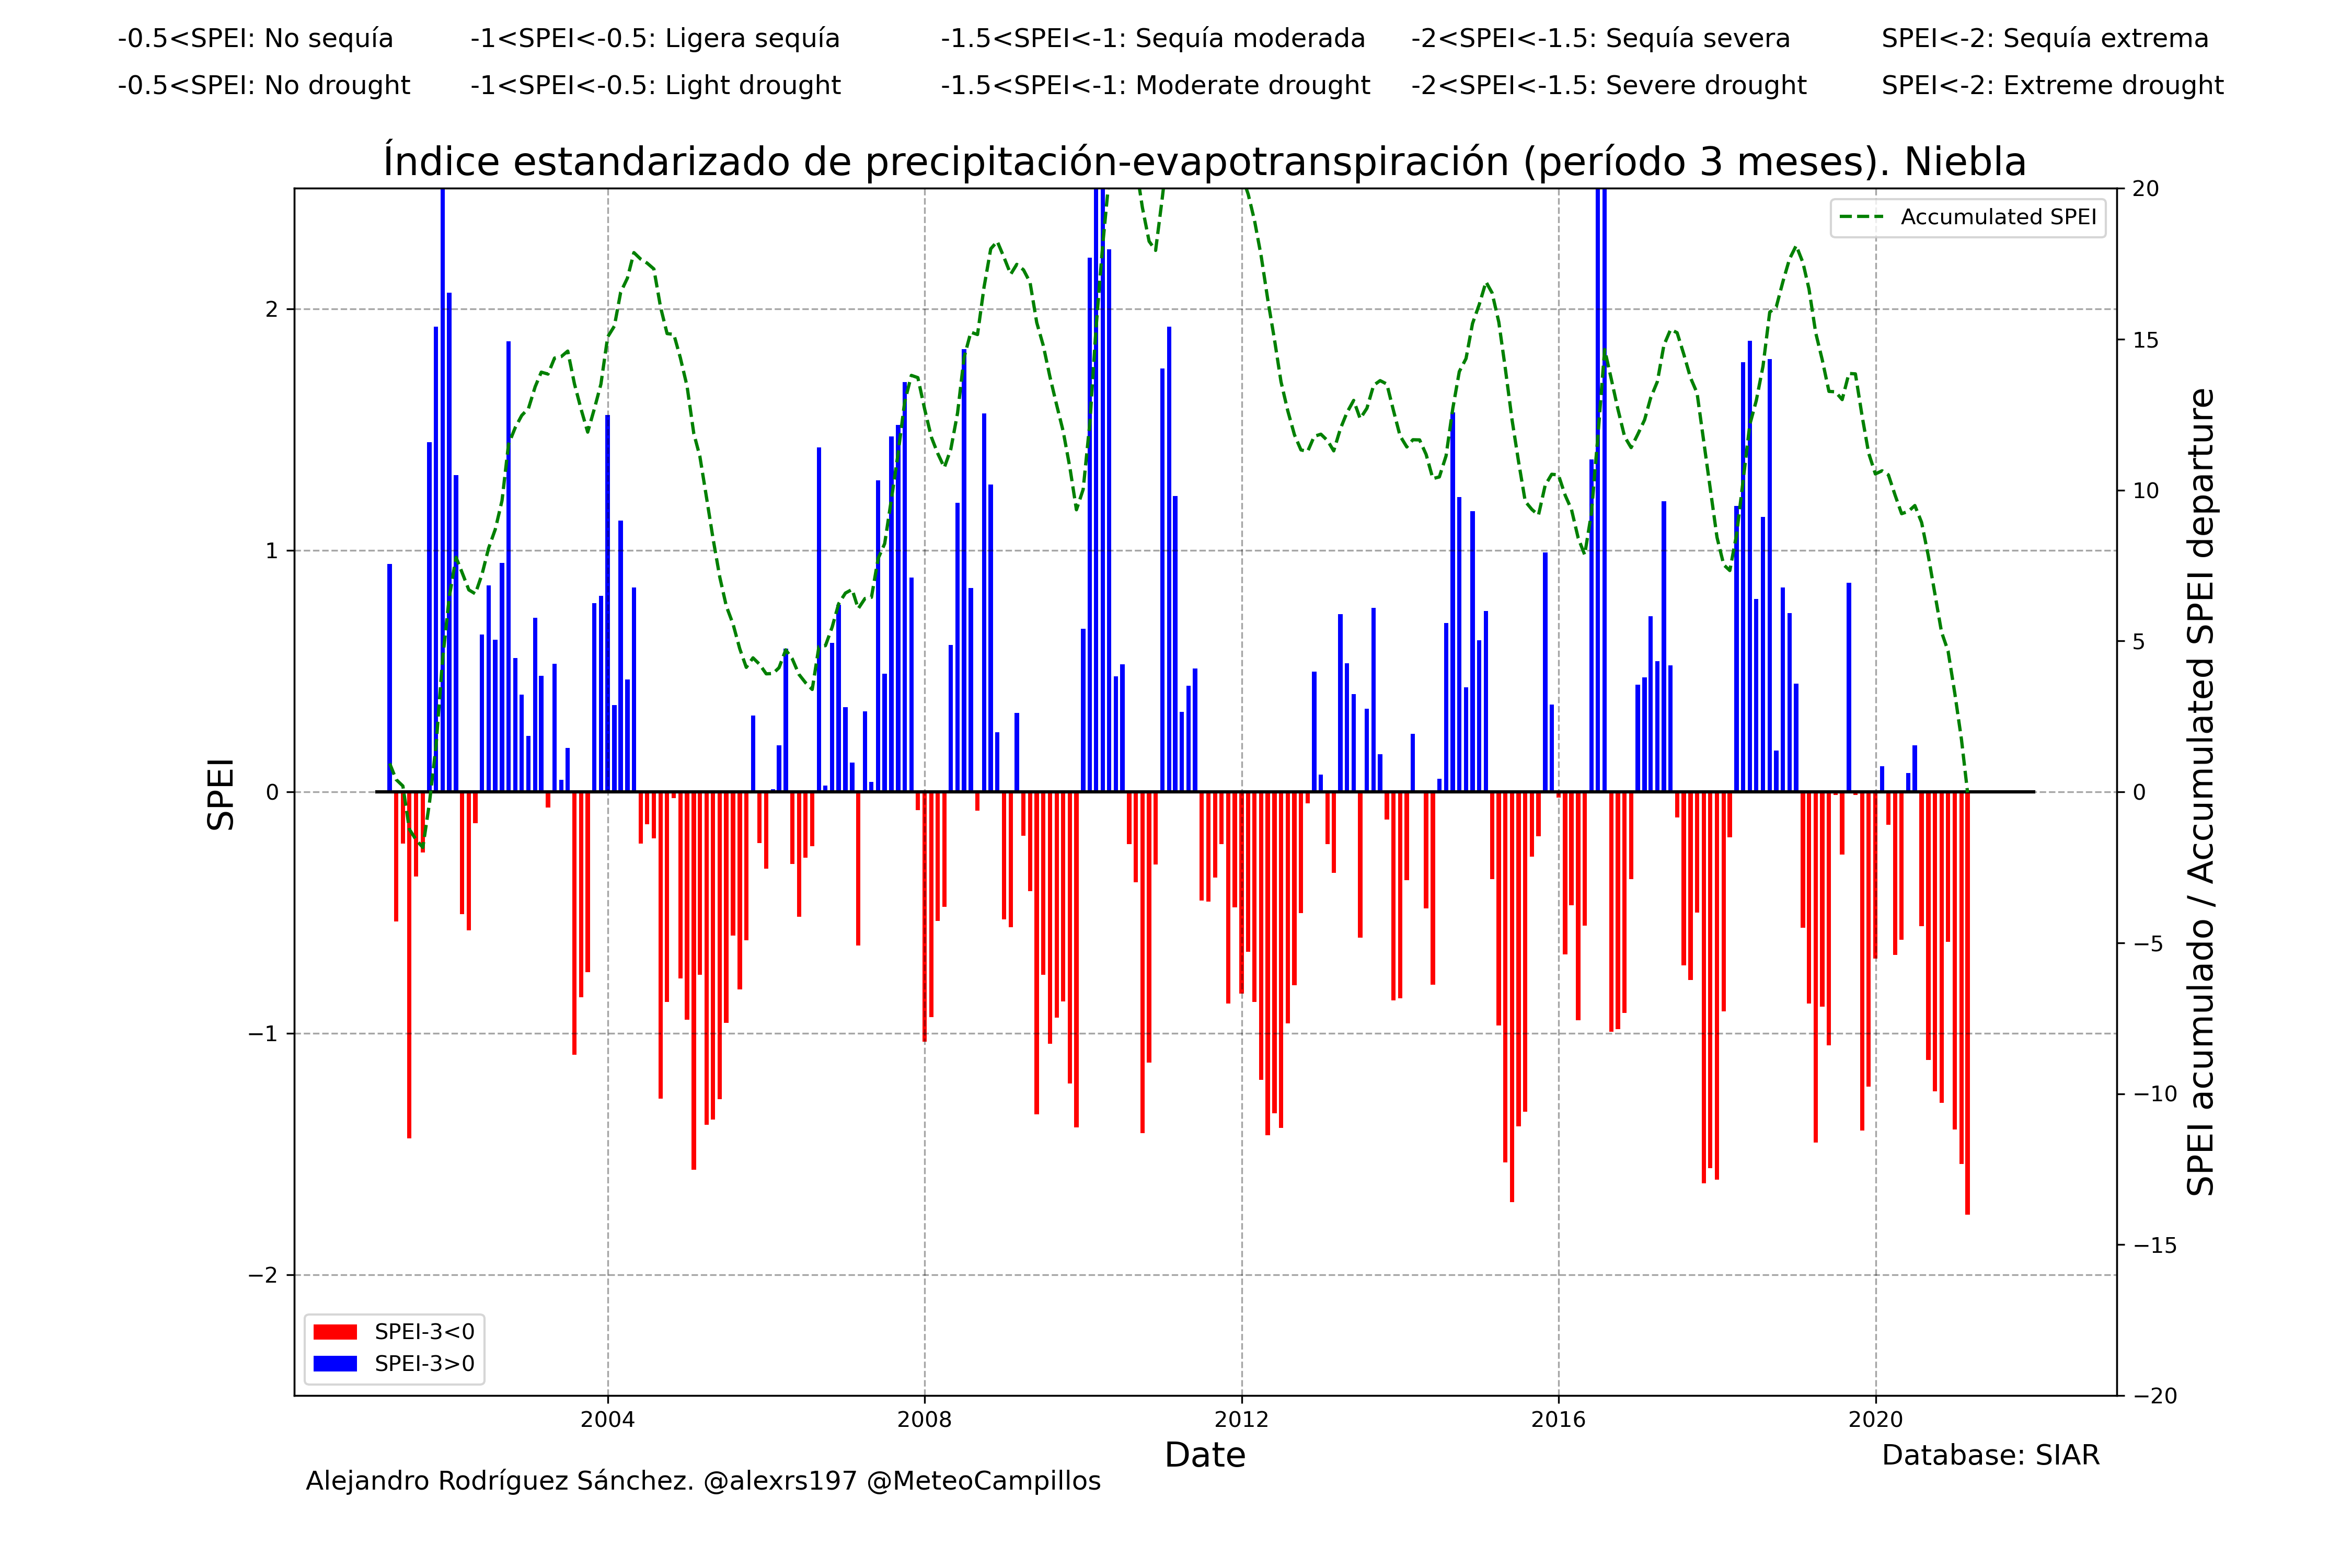 -0.5<SPEI: No sequía -1<SPEI<-0.5: Ligera sequía -1.5<SPEI<-1: Sequía moderada -2<SPEI<-1.5: Sequía severa SPEI<-2: Sequía extrema
-0.5<SPEI: No drought -1<SPEI<-0.5: Light drought -1.5<SPEI<-1: Moderate drought -2<SPEI<-1.5: Severe drought SPEI<-2: Extreme drought
Índice estandarizado de precipitación-evapotranspiración (período 3 meses). Niebla
SPEI
2
1
0
−1
−2
Accumulated SPEI
20
15
10
5
0
−5
−10
−15
−20
SPEI acumulado / Accumulated SPEI departure
SPEI-3<0
SPEI-3>0
2004 2008 2012 2016 2020
Date
Database: SIAR
Alejandro Rodríguez Sánchez. @alexrs197 @MeteoCampillos